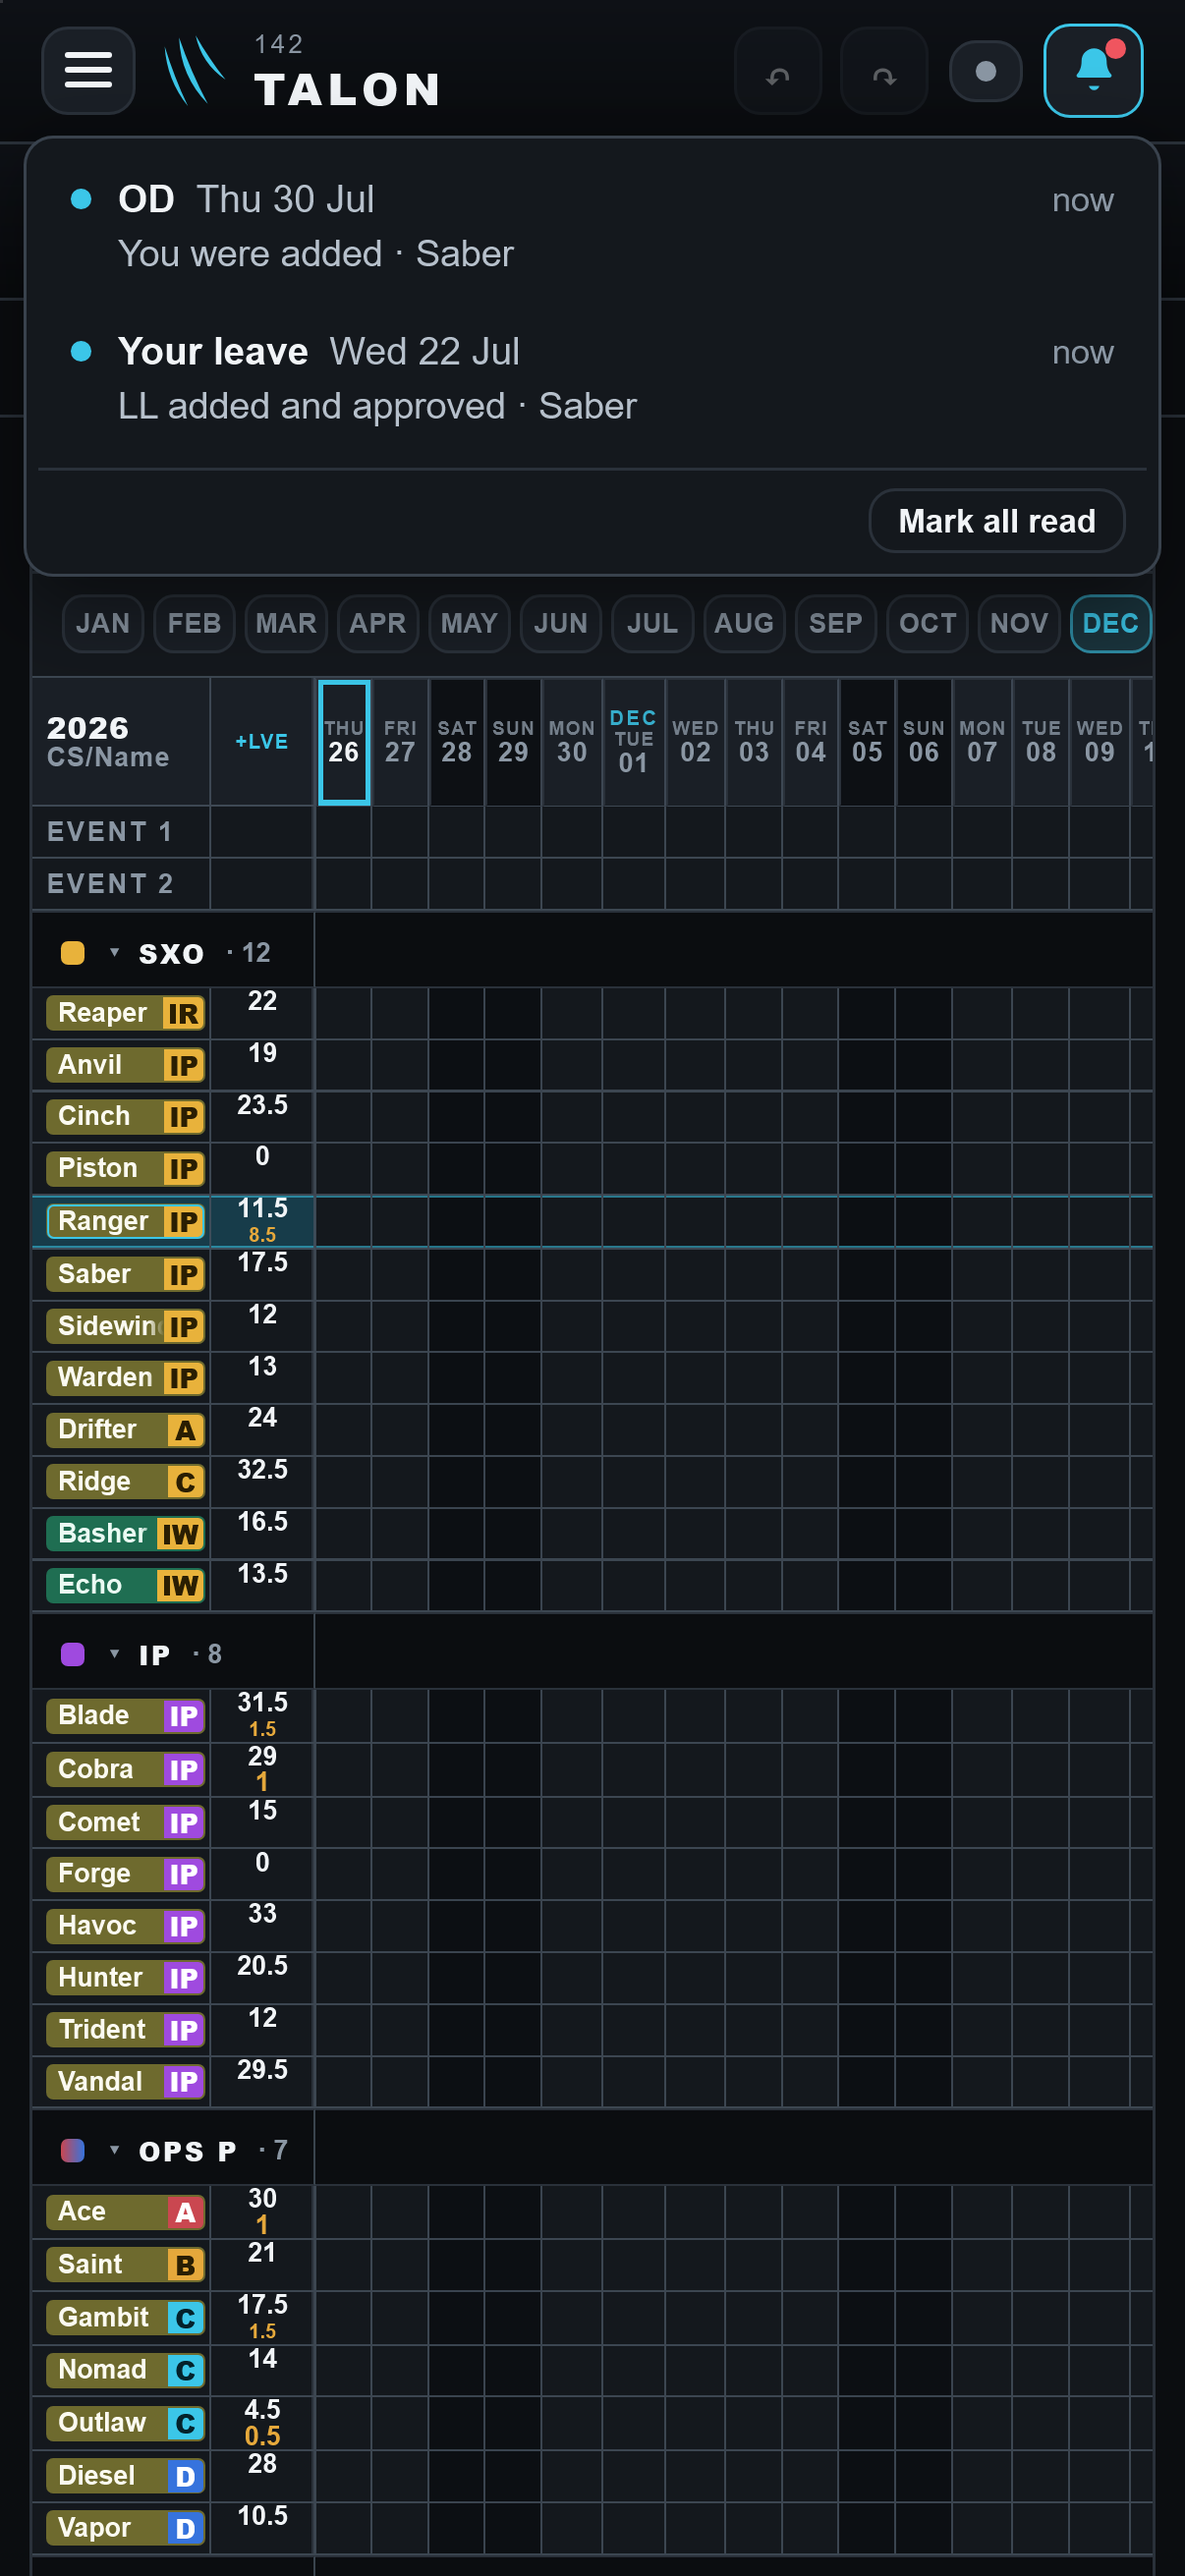 142
TALON
OD Thu 30 Jul now
You were added · Saber
Your leave Wed 22 Jul now
LL added and approved · Saber
Mark all read
JAN FEB MAR APR MAY JUN JUL AUG SEP OCT NOV DEC
2026
CS/Name
+LVE
THU 26
FRI 27
SAT 28
SUN 29
MON 30
DEC TUE 01
WED 02
THU 03
FRI 04
SAT 05
SUN 06
MON 07
TUE 08
WED 09
EVENT 1
EVENT 2
SXO · 12
Reaper IR 22
Anvil IP 19
Cinch IP 23.5
Piston IP 0
Ranger IP 11.5
8.5
Saber IP 17.5
Sidewin IP 12
Warden IP 13
Drifter A 24
Ridge C 32.5
Basher IW 16.5
Echo IW 13.5
IP · 8
Blade IP 31.5
1.5
Cobra IP 29
1
Comet IP 15
Forge IP 0
Havoc IP 33
Hunter IP 20.5
Trident IP 12
Vandal IP 29.5
OPS P · 7
Ace A 30
1
Saint B 21
Gambit C 17.5
1.5
Nomad C 14
Outlaw C 4.5
0.5
Diesel D 28
Vapor D 10.5